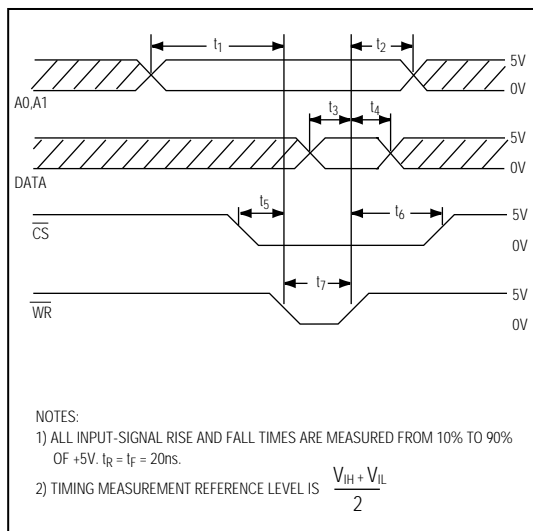 t1 t2
5V
0V
A0,A1
t3 t4
5V
0V
DATA
t5 t6
5V
CS
0V
t7
5V
WR
0V
NOTES:
1) ALL INPUT-SIGNAL RISE AND FALL TIMES ARE MEASURED FROM 10% TO 90%
OF +5V. tR = tF = 20ns.
2) TIMING MEASUREMENT REFERENCE LEVEL IS VIH + VIL
2